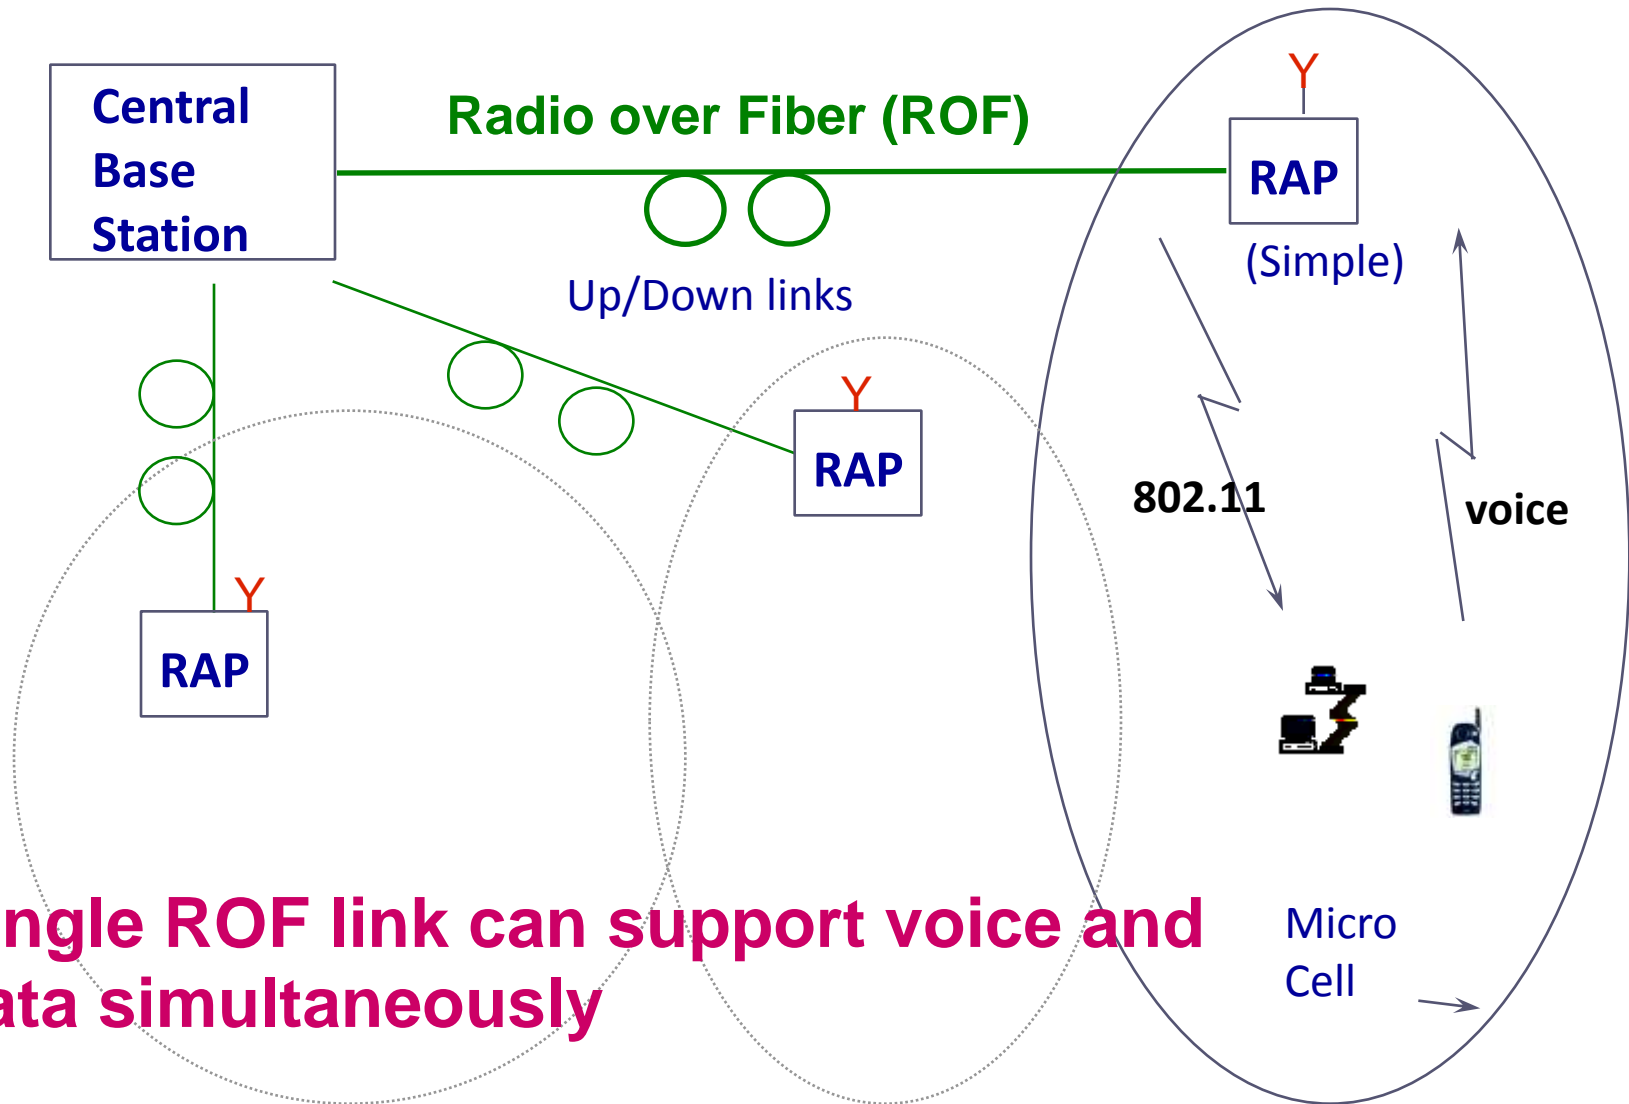 Central
Base
Station
Radio over Fiber (ROF)
Up/Down links
Y
RAP
(Simple)
Y
RAP
Y
RAP
802.11
voice
ngle ROF link can support voice and
ata simultaneously
Micro
Cell